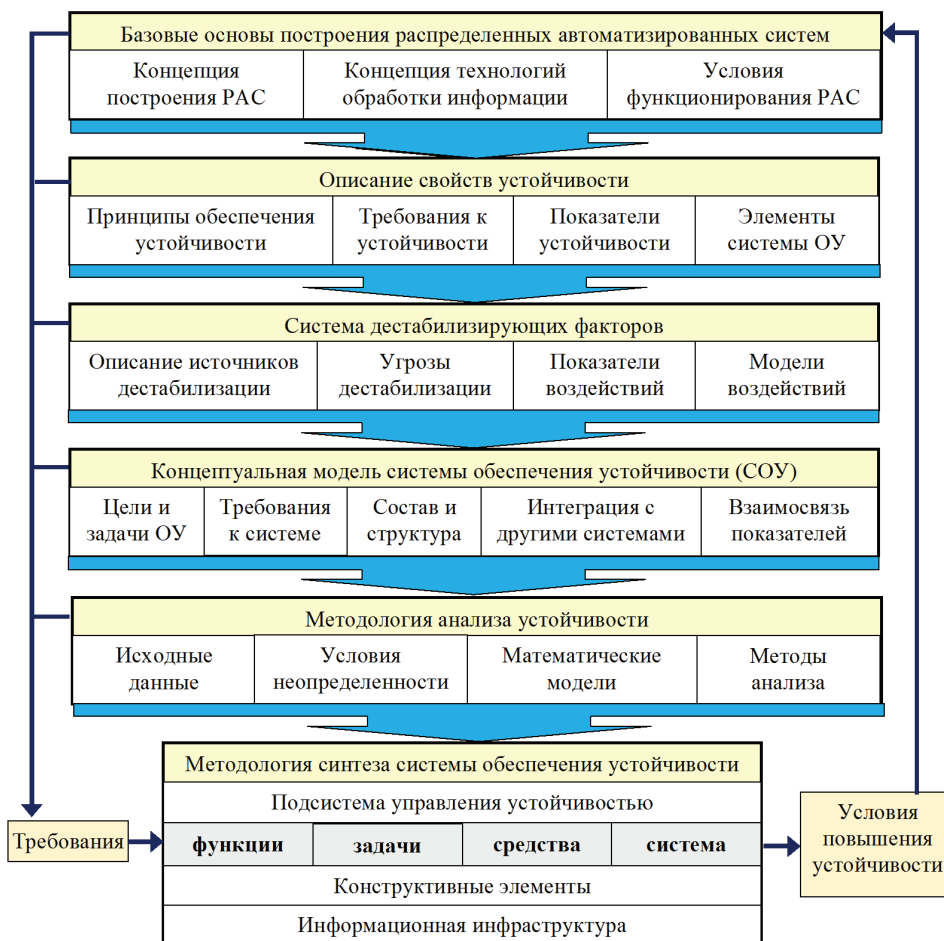 Базовые основы построения распределенных автоматизированных систем
Концепция
построения РАС
Концепция технологий
обработки информации
Условия
функционирования РАС
Описание свойств устойчивости
Принципы обеспечения
устойчивости
Требования к
устойчивости
Показатели
устойчивости
Элементы
системы ОУ
Система дестабилизирующих факторов
Описание источников
дестабилизации
Угрозы
дестабилизации
Показатели
воздействий
Модели
воздействий
Концептуальная модель системы обеспечения устойчивости (СОУ)
Цели и
задачи ОУ
Требования
к системе
Состав и
структура
Интеграция с
другими системами
Взаимосвязь
показателей
Методология анализа устойчивости
Исходные
данные
Условия
неопределенности
Математические
модели
Методы
анализа
Методология синтеза системы обеспечения устойчивости
Подсистема управления устойчивостью
функции
задачи
средства
система
Конструктивные элементы
Информационная инфраструктура
Требования
Условия
повышения
устойчивости